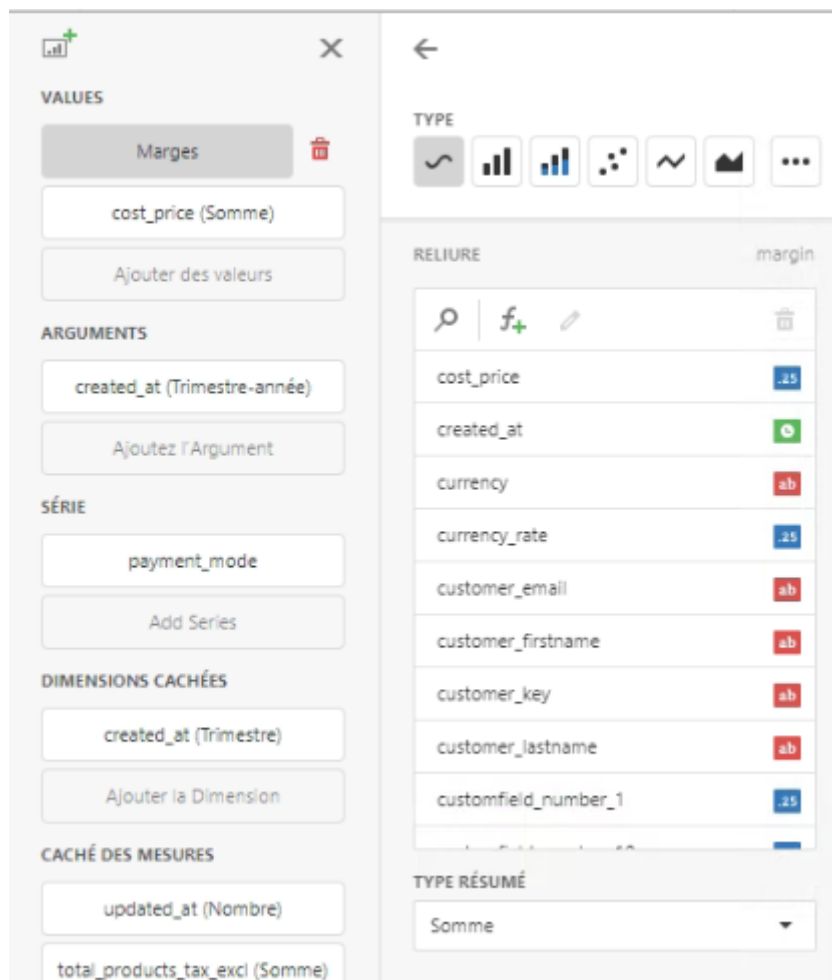 VALUES
Marges
cost_price (Somme)
Ajouter des valeurs
ARGUMENTS
created_at (Trimestre-année)
Ajoutez l'Argument
SÉRIE
payment_mode
Add Series
DIMENSIONS CACHÉES
created_at (Trimestre)
Ajouter la Dimension
CACHÉ DES MESURES
updated_at (Nombre)
total_products_tax_excl (Somme)
TYPE
RELIURE margin
cost_price .25
created_at
currency ab
currency_rate .25
customer_email ab
customer_firstname ab
customer_key ab
customer_lastname ab
customfield_number_1 .25
TYPE RÉSUMÉ
Somme